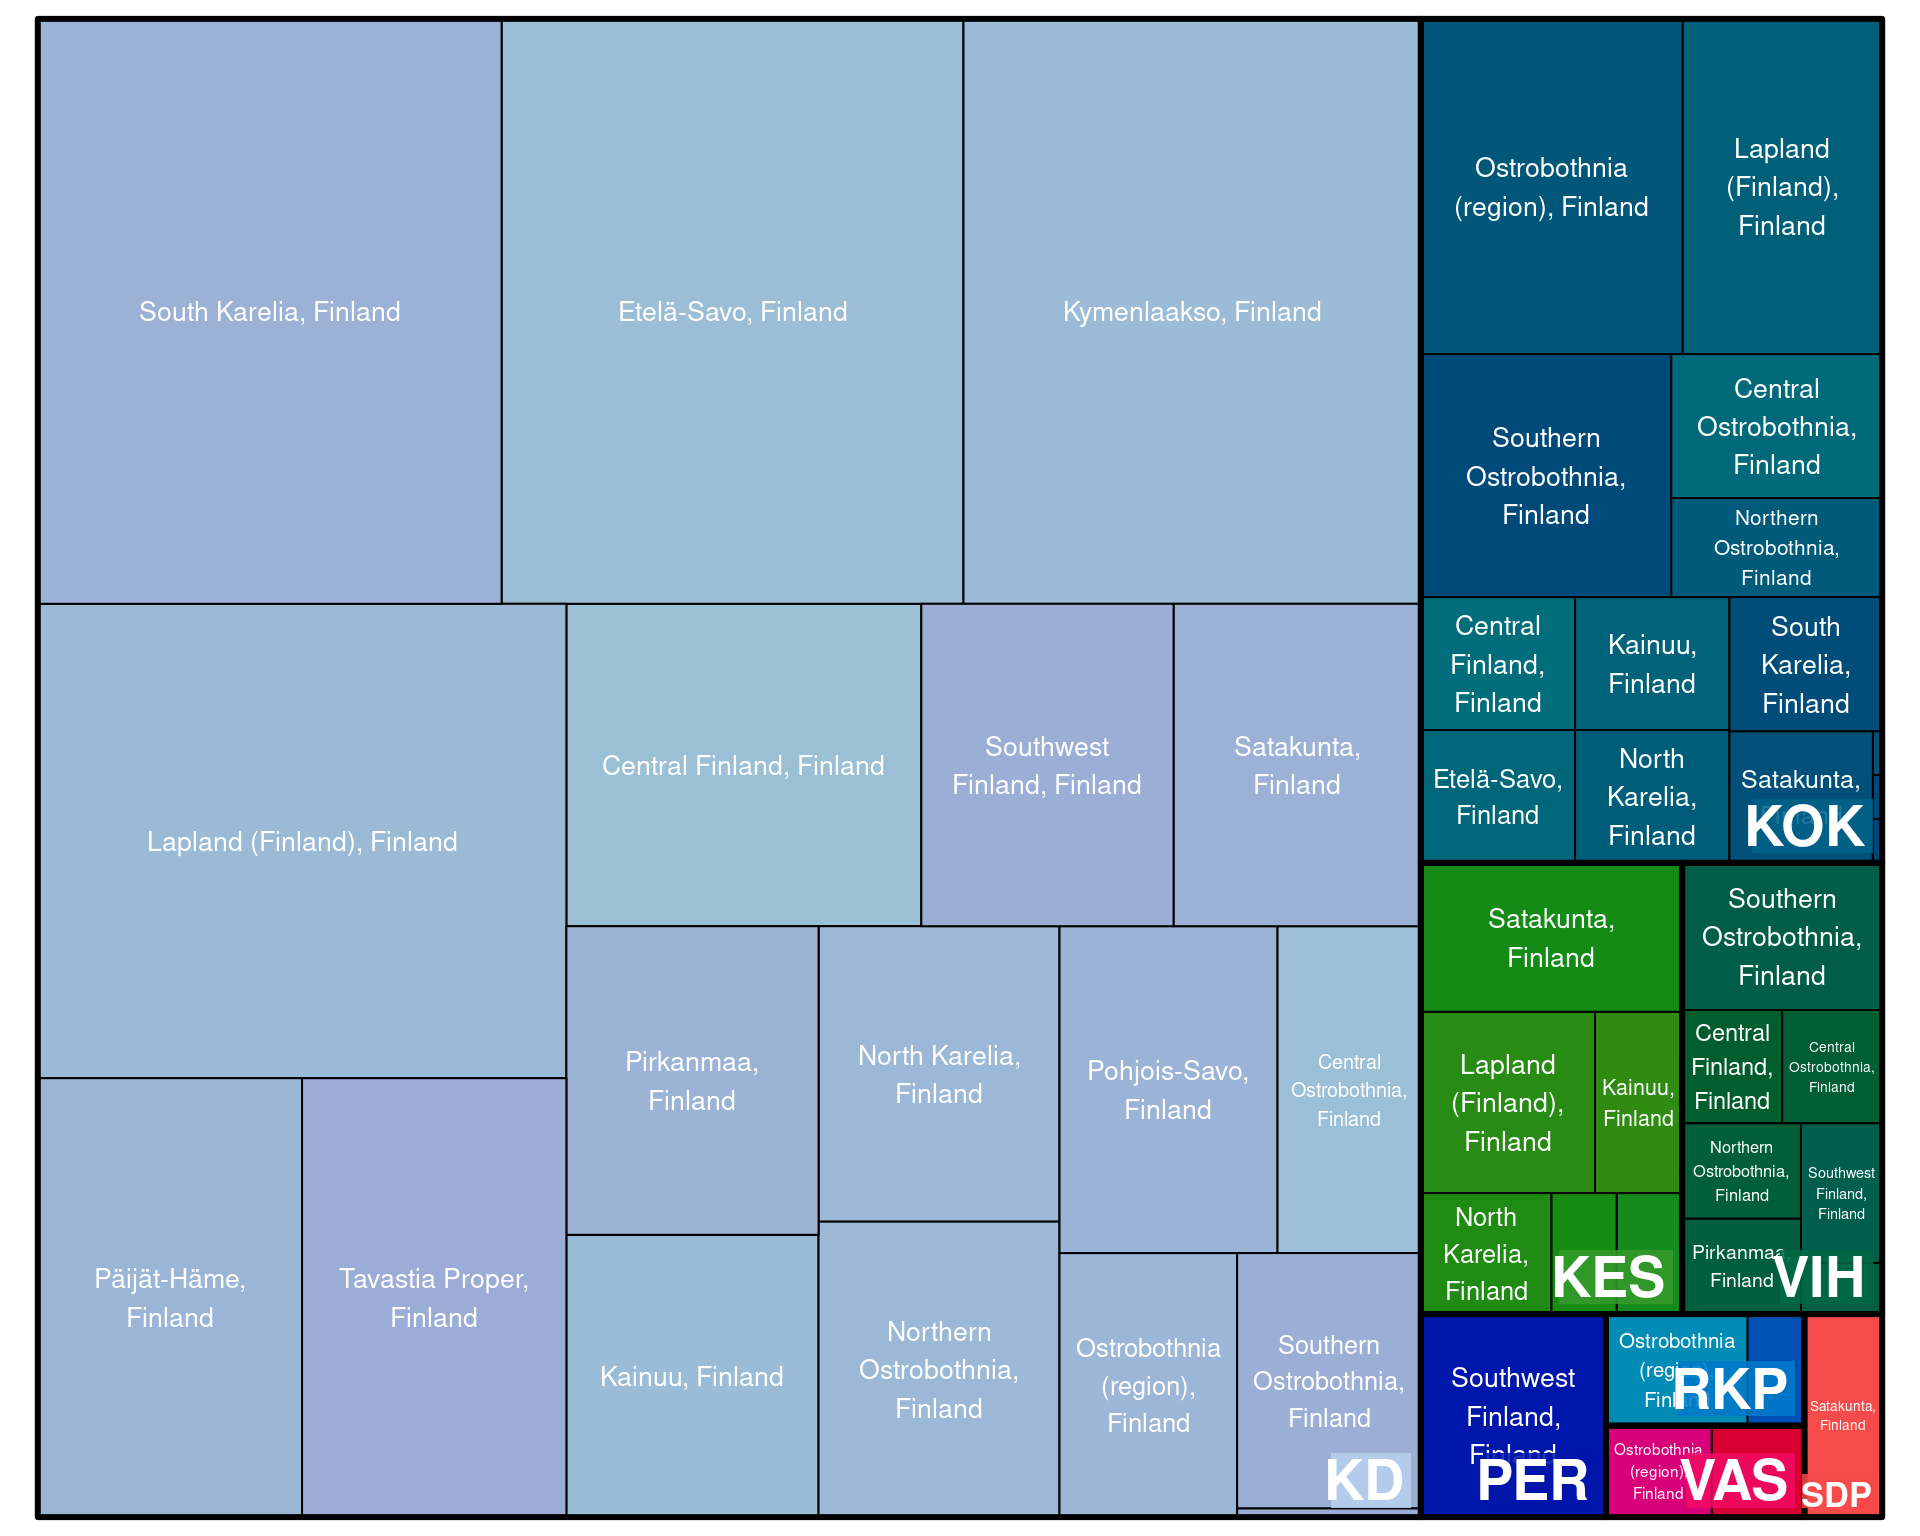 South Karelia, Finland
Etelä-Savo, Finland
Kymenlaakso, Finland
Lapland (Finland), Finland
Central Finland, Finland
Southwest
Finland, Finland
Satakunta,
Finland
Päijät-Häme,
Finland
Tavastia Proper,
Finland
Pirkanmaa,
Finland
North Karelia,
Finland
Pohjois-Savo,
Finland
Central
Ostrobothnia,
Finland
Kainuu, Finland
Northern
Ostrobothnia,
Finland
Ostrobothnia
(region),
Finland
Southern
Ostrobothnia,
Finland
KD
Ostrobothnia
(region), Finland
Lapland
(Finland),
Finland
Southern
Ostrobothnia,
Finland
Central
Ostrobothnia,
Finland
Northern
Ostrobothnia,
Finland
Central
Finland,
Finland
Kainuu,
Finland
South
Karelia,
Finland
Etelä-Savo,
Finland
North
Karelia,
Finland
Satakunta,
KOK
Satakunta,
Finland
Lapland
(Finland),
Finland
Kainuu,
Finland
North
Karelia,
Finland
KES
Southern
Ostrobothnia,
Finland
Central
Finland,
Finland
Central
Ostrobothnia,
Finland
Northern
Ostrobothnia,
Finland
Southwest
Finland,
Finland
Pirkanmaa,
Finland
VIH
Southwest
Finland,
Finland
PER
Ostrobothnia
(region),
Finland
RKP
Ostrobothnia
(region),
Finland
VAS
Satakunta,
Finland
SDP